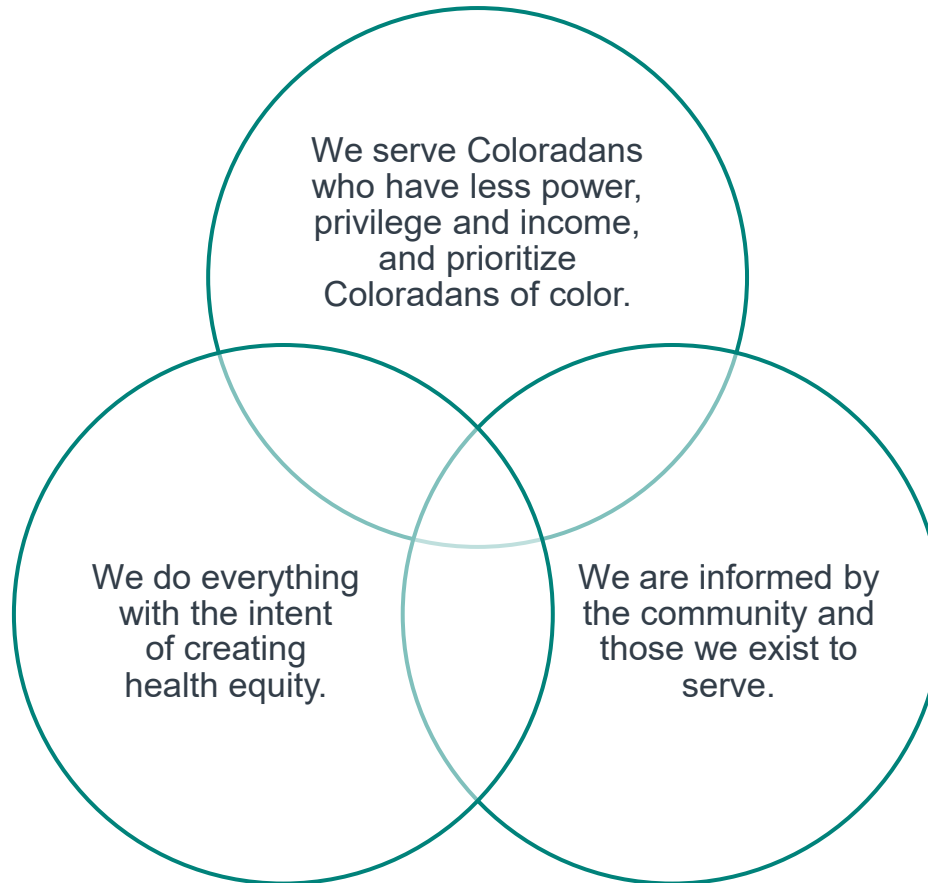 We serve Coloradans
who have less power,
privilege and income,
and prioritize
Coloradans of color.
We do everything
with the intent
of creating
health equity.
We are informed by
the community and
those we exist to
serve.